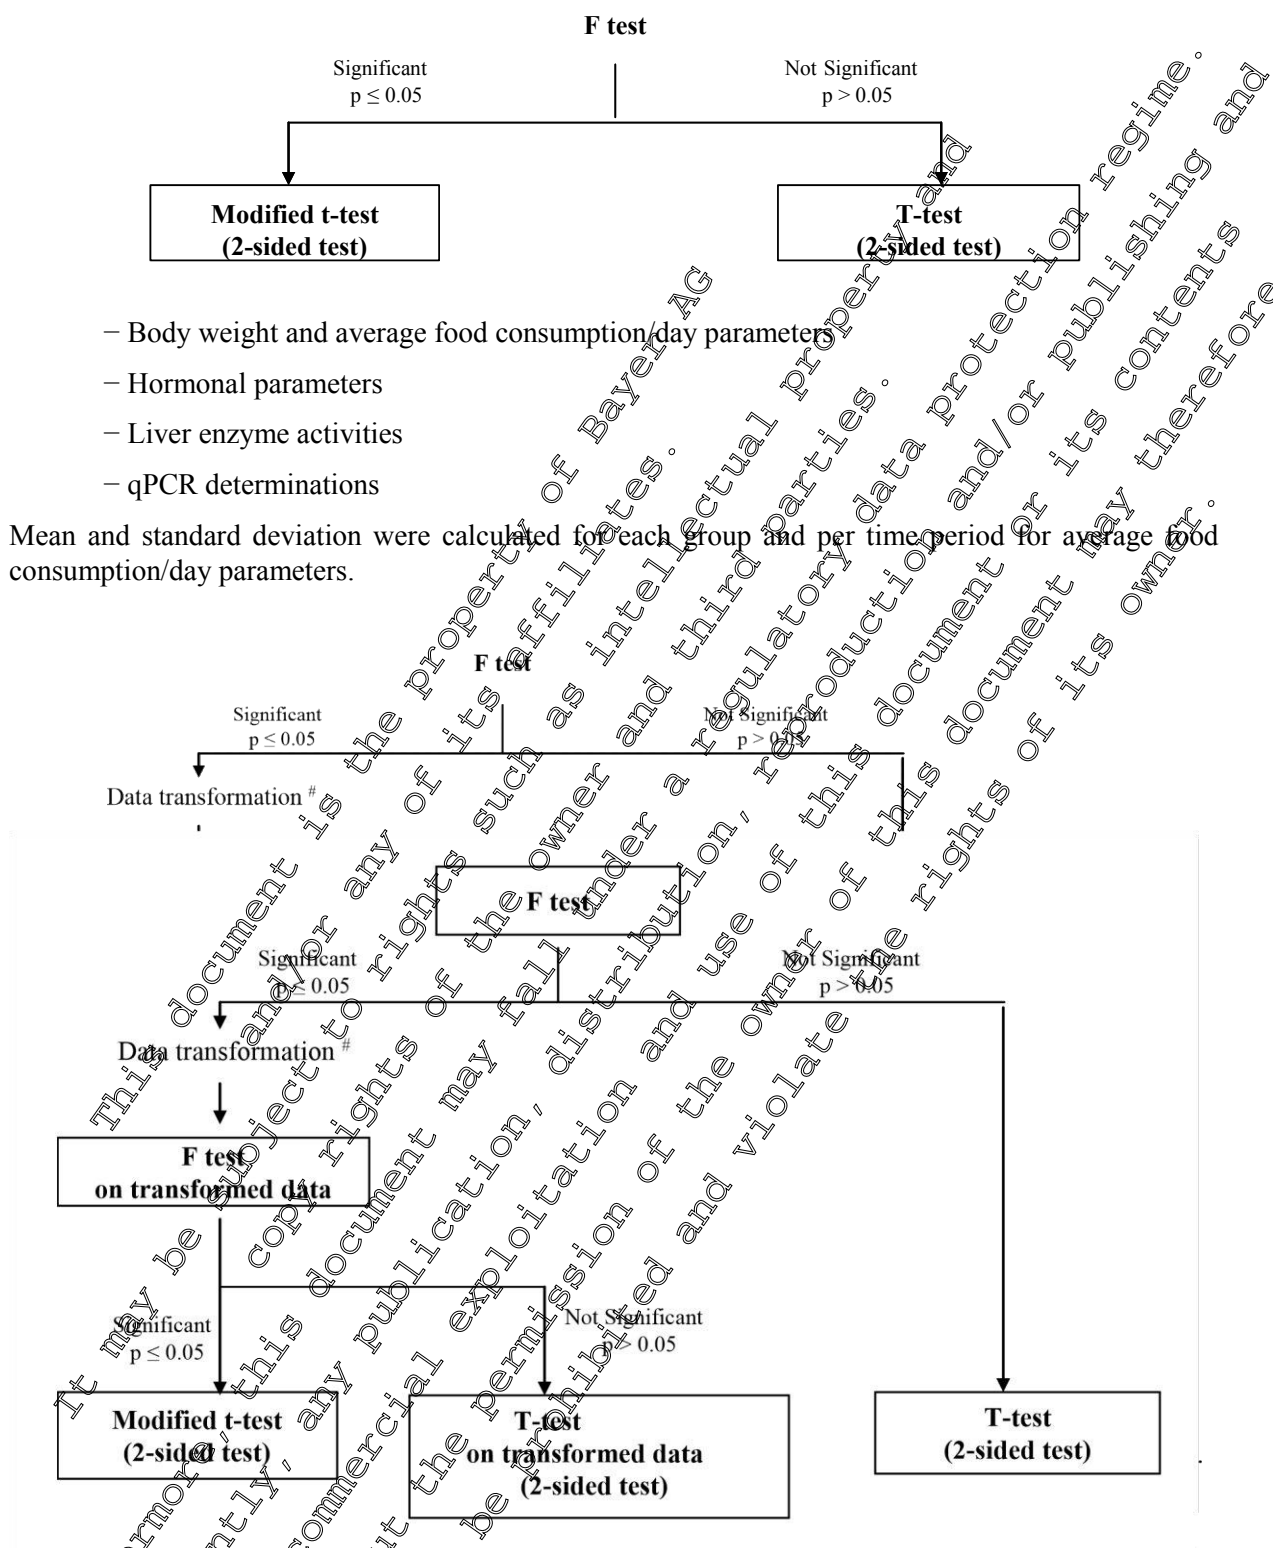 F test
Significant
p ≤ 0.05
Not Significant
p > 0.05
Modified t-test
(2-sided test)
T-test
(2-sided test)
− Body weight and average food consumption/day parameters
− Hormonal parameters
− Liver enzyme activities
− qPCR determinations
Mean and standard deviation were calculated for each group and per time period for average food
consumption/day parameters.
F test
Significant
p ≤ 0.05
Not Significant
p > 0.05
Data transformation #
F test
Significant
p ≤ 0.05
Not Significant
p > 0.05
Data transformation #
F test
on transformed data
Significant
p ≤ 0.05
Not Significant
p > 0.05
Modified t-test
(2-sided test)
T-test
on transformed data
(2-sided test)
T-test
(2-sided test)
This document is the property of Bayer AG
and/or any of its affiliates.
It may be subject to rights such as intellectual property and
copy rights of the owner and third parties.
ermore, this document may fall under a regulatory data protection regime.
ntly, any publication, distribution, reproduction and/or publishing and
commercial exploitation and use of this document or its contents
ut the permission of the owner of this document may therefore
be prohibited and violate the rights of its owner.